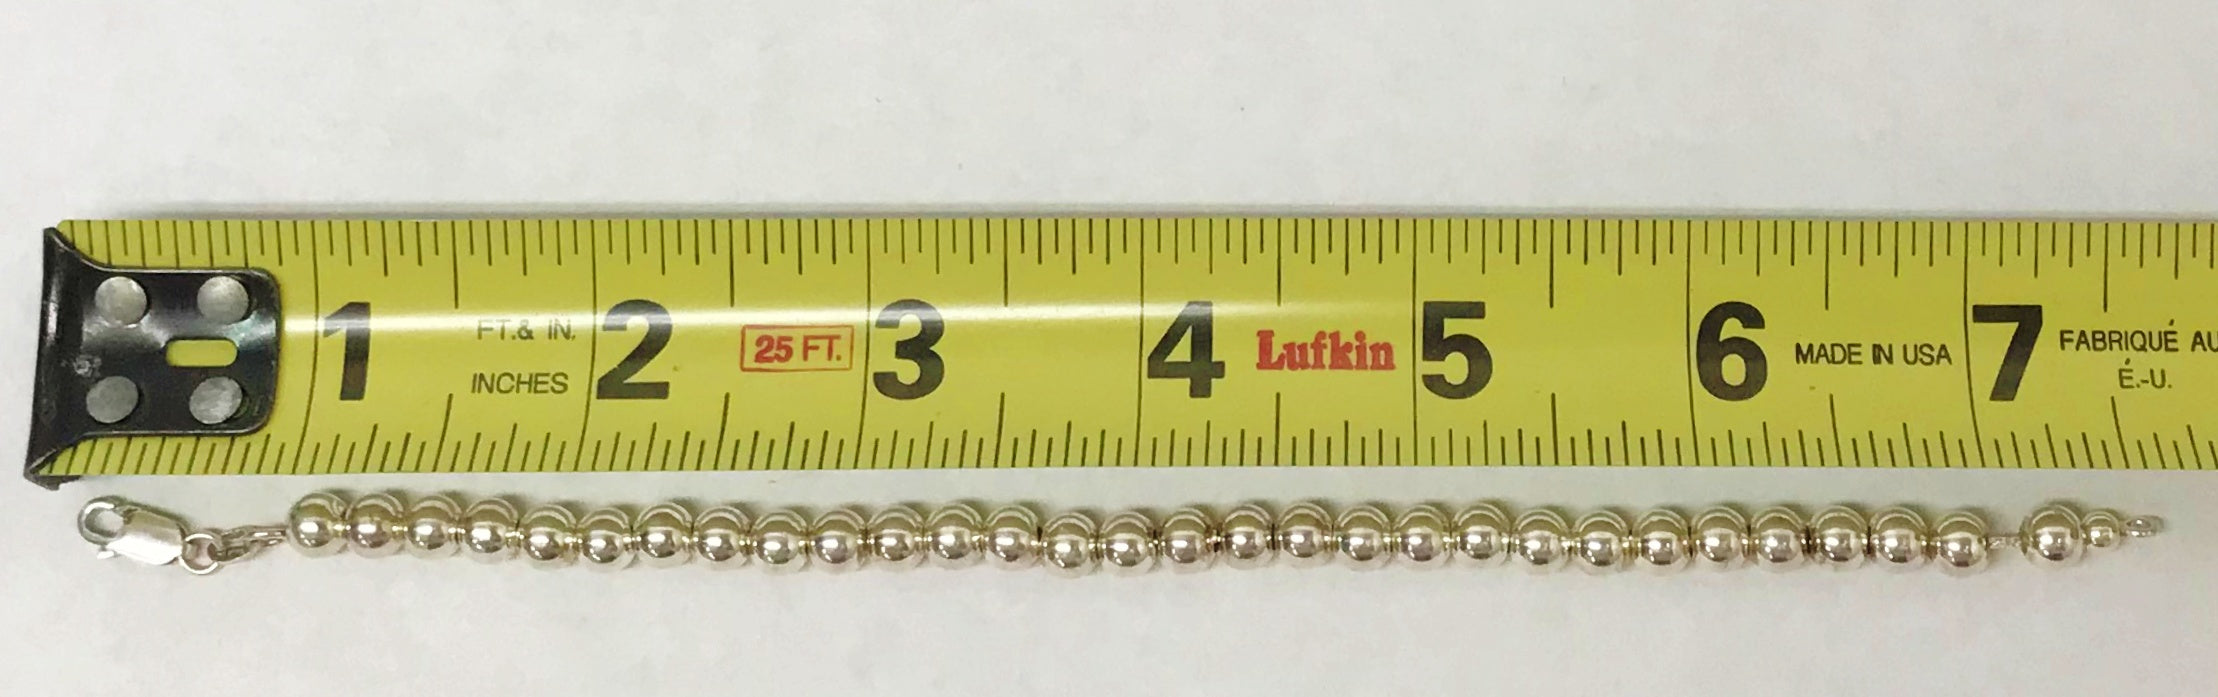 1 FT.& IN. INCHES 2 25 FT. 3 4 Lufkin 5 6 MADE IN USA 7 FABRIQUÉ AU
É.-U.